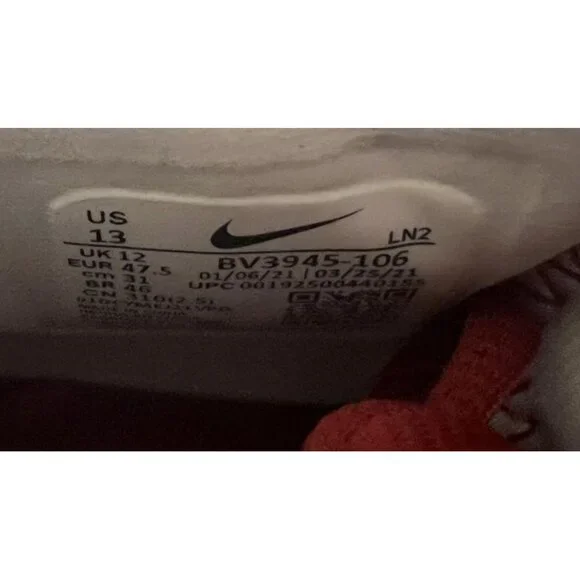 US
13
LN2
UK 12
BV3945-106
EUR 47.5
01/06/21 | 03/25/21
cm 31
UPC 00192500440155
BR 46
CN 310(2.5)